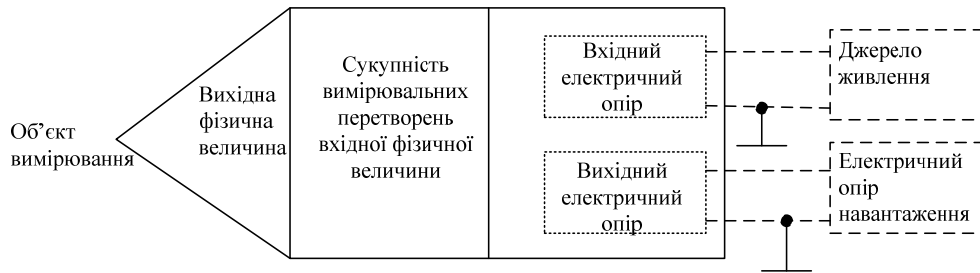 Об’єкт
вимірювання
Вихідна
фізична
величина
Сукупність
вимірювальних
перетворень
вхідної фізичної
величини
Вхідний
електричний
опір
Вихідний
електричний
опір
Джерело
живлення
Електричний
опір
навантаження